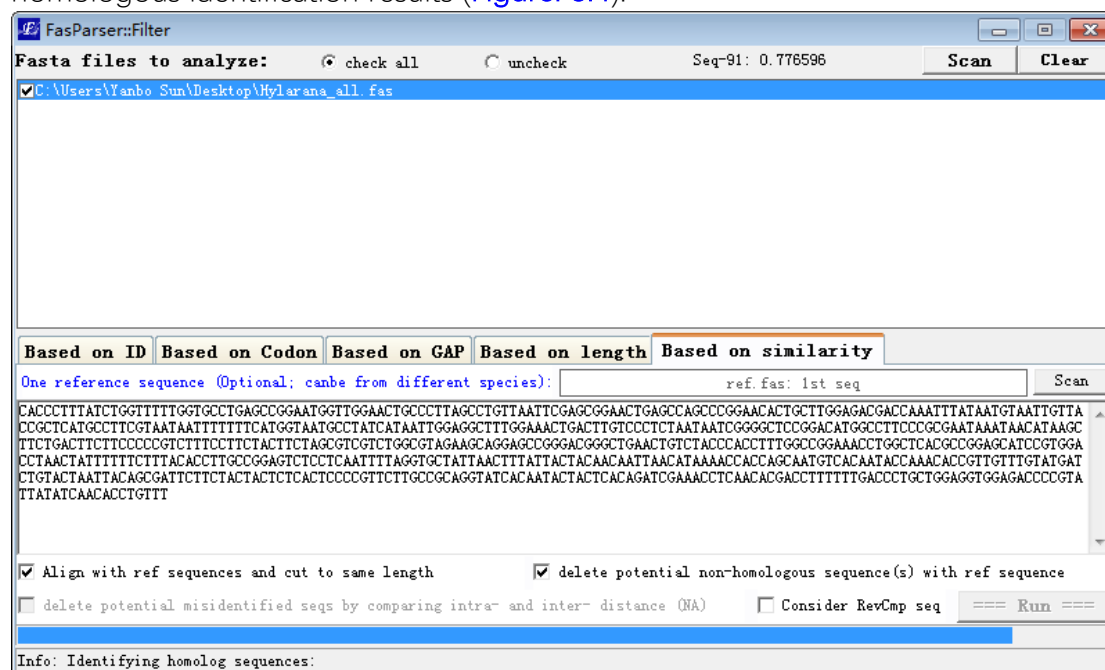 FasParser::Filter
Fasta files to analyze: check all uncheck Seq-91: 0.776596 Scan Clear
C:\Users\Yanbo Sun\Desktop\Hylarana_all.fas
Based on ID Based on Codon Based on GAP Based on length Based on similarity
One reference sequence (Optional; canbe from different species): ref.fas: 1st seq Scan
CACCCTTTATCTGGTTTTTGGTGCCTGAGCCGGAATGGTTGGAACTGCCCTTAGCCTGTTAATTCGAGCGGAACTGAGCCAGCCCGGAACACTGCTTGGAGACGACCAAATTTATAATGTAATTGTTA
CCGCTCATGCCTTCGTAATAATTTTTTTCATGGTAATGCCTATCATAATTGGAGGCTTTGGAAACTGACTTGTCCCTCTAATAATCGGGGCTCCGGACATGGCCTTCCCGCGAATAAATAACATAAGC
TTCTGACTTCTTCCCCCGTCTTTCCTTCTACTTCTAGCGTCGTCTGGCGTAGAAGCAGGAGCCGGGACGGGCTGAACTGTCTACCCACCTTTGGCCGGAAACCTGGCTCACGCCGGAGCATCCGTGGA
CCTAACTATTTTTTCTTTACACCTTGCCGGAGTCTCCTCAATTTTAGGTGCTATTAACTTTATTACTACAACAATTAACATAAAACCACCAGCAATGTCACAATACCAAACACCGTTGTTTGTATGAT
CTGTACTAATTACAGCGATTCTTCTACTACTCTCACTCCCCGTTCTTGCCGCAGGTATCACAATACTACTCACAGATCGAAACCTCAACACGACCTTTTTTGACCCTGCTGGAGGTGGAGACCCCGTA
TTATATCAACACCTGTTT
Align with ref sequences and cut to same length delete potential non-homologous sequence(s) with ref sequence
delete potential misidentified seqs by comparing intra- and inter- distance (NA) Consider RevCmp seq === Run ===
Info: Identifying homolog sequences: